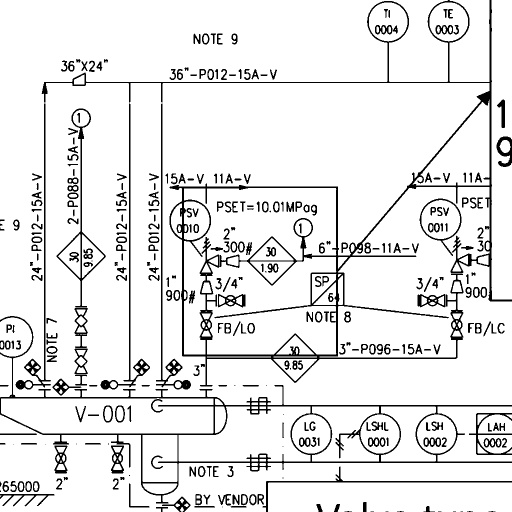 TI
0004
TE
0003
NOTE 9
36"X24"
36"-P012-15A-V
1
24"-P012-15A-V
2-P088-15A-V
24"-P012-15A-V
24"-P012-15A-V
15A-V
11A-V
15A-V
11A-
PSV
0010
PSET=10.01MPag
PSV
0011
PSET
E 9
2"
300#
1
30
1.90
6"-P098-11A-V
2"
30
30
9.85
1"
900#
3/4"
SP
64
3/4"
1"
900#
NOTE 8
FB/LO
FB/LC
PI
0013
NOTE 7
30
9.85
3"-P096-15A-V
3"
V-001
LG
0031
LSHL
0001
LSH
0002
LAH
0002
NOTE 3
265000
2"
2"
BY VENDOR